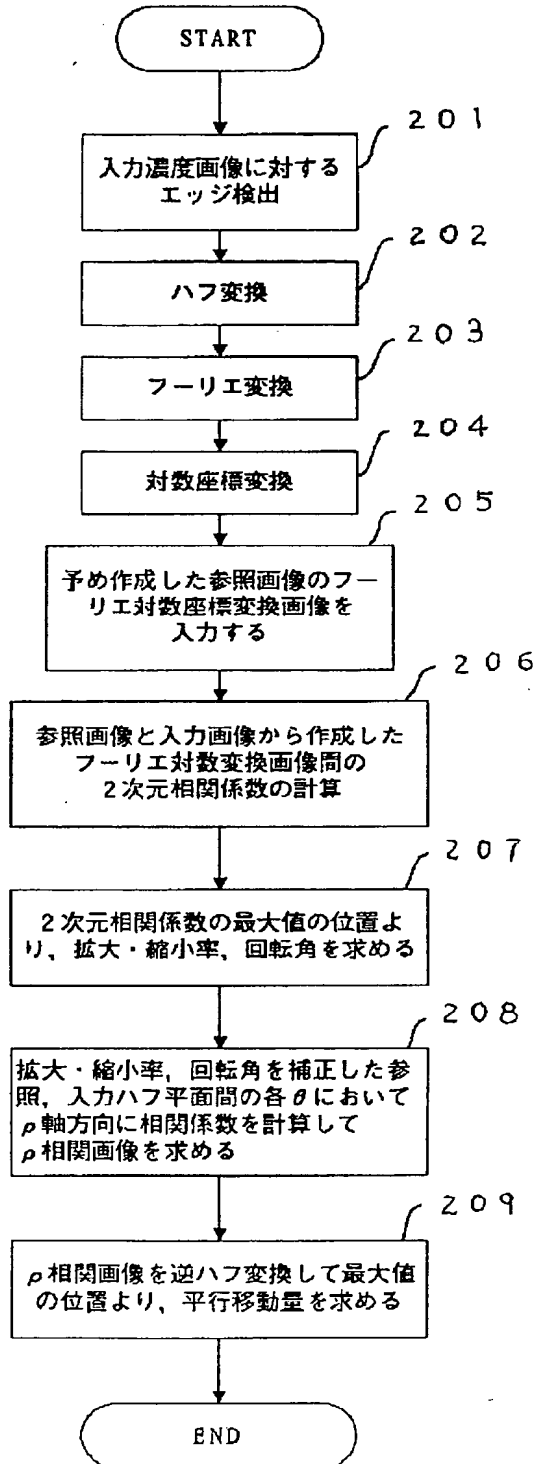 START
201
入力濃度画像に対する
エッジ検出
202
ハフ変換
203
フーリエ変換
204
対数座標変換
205
予め作成した参照画像のフー
リエ対数座標変換画像を
入力する
206
参照画像と入力画像から作成した
フーリエ対数変換画像間の
2次元相関係数の計算
207
2次元相関係数の最大値の位置よ
り，拡大・縮小率，回転角を求める
208
拡大・縮小率，回転角を補正した参
照，入力ハフ平面間の各θにおいて
ρ軸方向に相関係数を計算して
ρ相関画像を求める
209
ρ相関画像を逆ハフ変換して最大値
の位置より、平行移動量を求める
END